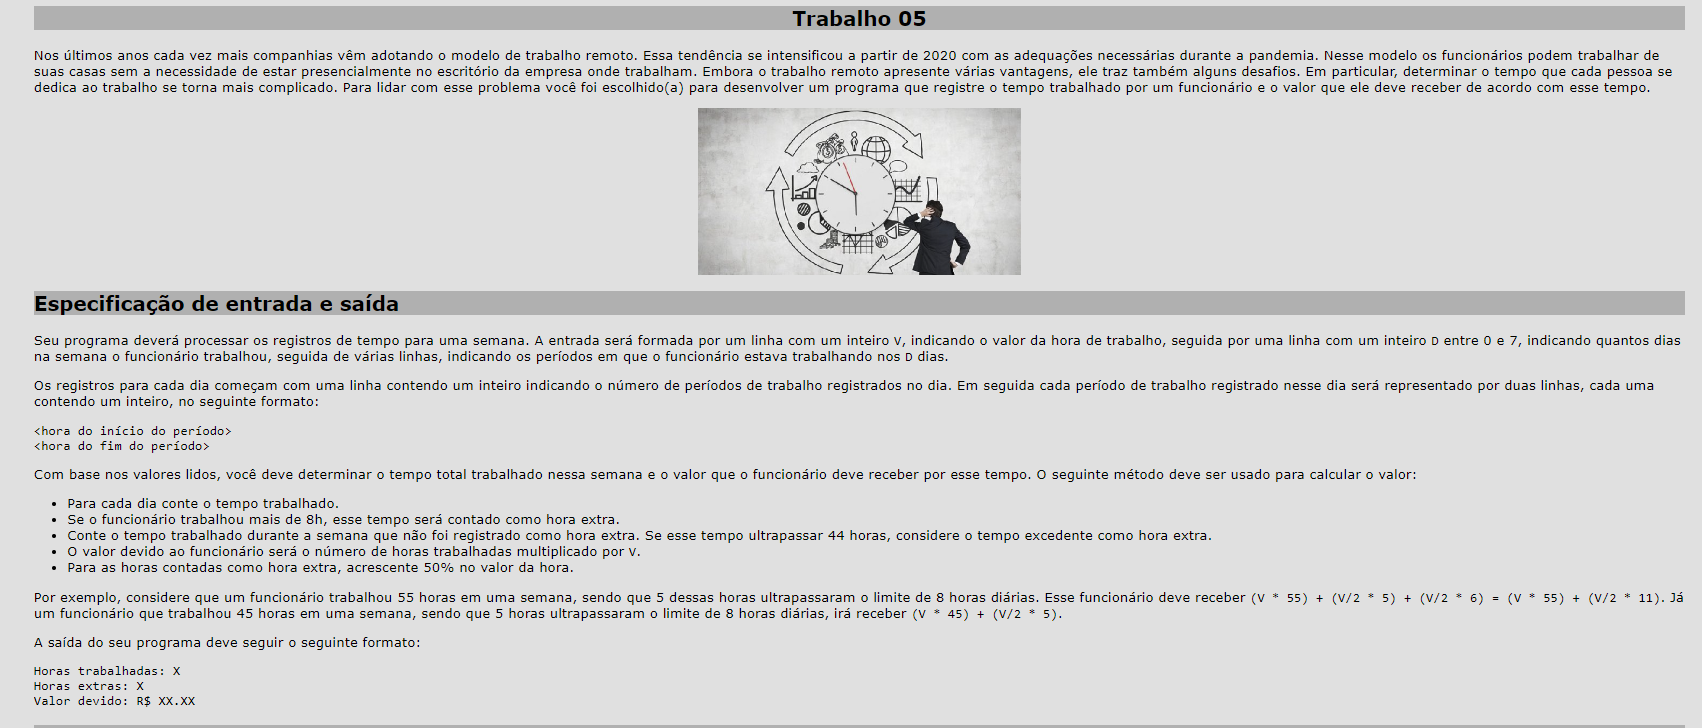 Trabalho 05
Nos últimos anos cada vez mais companhias vêm adotando o modelo de trabalho remoto. Essa tendência se intensificou a partir de 2020 com as adequações necessárias durante a pandemia. Nesse modelo os funcionários podem trabalhar de
suas casas sem a necessidade de estar presencialmente no escritório da empresa onde trabalham. Embora o trabalho remoto apresente várias vantagens, ele traz também alguns desafios. Em particular, determinar o tempo que cada pessoa se
dedica ao trabalho se torna mais complicado. Para lidar com esse problema você foi escolhido(a) para desenvolver um programa que registre o tempo trabalhado por um funcionário e o valor que ele deve receber de acordo com esse tempo.
Especificação de entrada e saída
Seu programa deverá processar os registros de tempo para uma semana. A entrada será formada por um linha com um inteiro V, indicando o valor da hora de trabalho, seguida por uma linha com um inteiro D entre 0 e 7, indicando quantos dias
na semana o funcionário trabalhou, seguida de várias linhas, indicando os períodos em que o funcionário estava trabalhando nos D dias.
Os registros para cada dia começam com uma linha contendo um inteiro indicando o número de períodos de trabalho registrados no dia. Em seguida cada período de trabalho registrado nesse dia será representado por duas linhas, cada uma
contendo um inteiro, no seguinte formato:
<hora do início do período>
<hora do fim do período>
Com base nos valores lidos, você deve determinar o tempo total trabalhado nessa semana e o valor que o funcionário deve receber por esse tempo. O seguinte método deve ser usado para calcular o valor:
• Para cada dia conte o tempo trabalhado.
• Se o funcionário trabalhou mais de 8h, esse tempo será contado como hora extra.
• Conte o tempo trabalhado durante a semana que não foi registrado como hora extra. Se esse tempo ultrapassar 44 horas, considere o tempo excedente como hora extra.
• O valor devido ao funcionário será o número de horas trabalhadas multiplicado por V.
• Para as horas contadas como hora extra, acrescente 50% no valor da hora.
Por exemplo, considere que um funcionário trabalhou 55 horas em uma semana, sendo que 5 dessas horas ultrapassaram o limite de 8 horas diárias. Esse funcionário deve receber (V * 55) + (V/2 * 5) + (V/2 * 6) = (V * 55) + (V/2 * 11). Já
um funcionário que trabalhou 45 horas em uma semana, sendo que 5 horas ultrapassaram o limite de 8 horas diárias, irá receber (V * 45) + (V/2 * 5).
A saída do seu programa deve seguir o seguinte formato:
Horas trabalhadas: X
Horas extras: X
Valor devido: R$ XX.XX